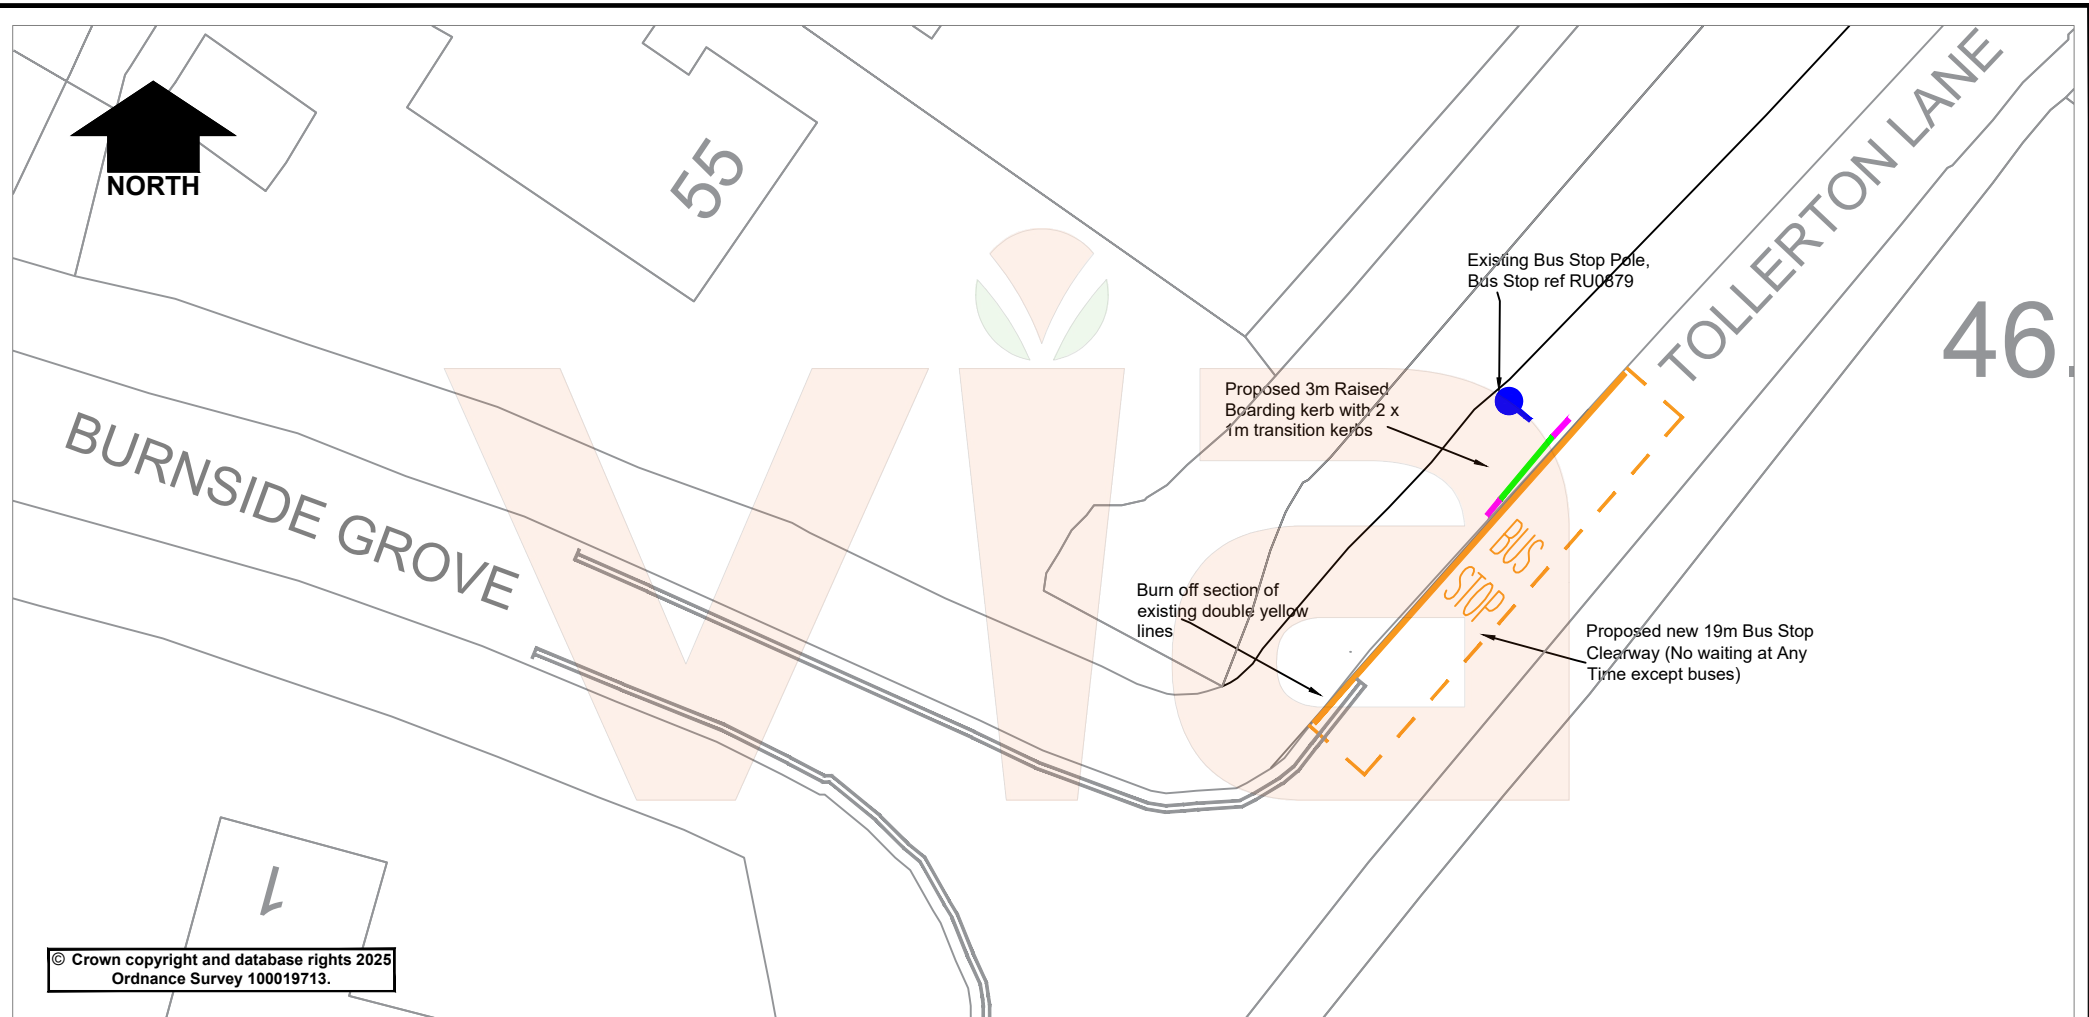 NORTH
55
TOLLERTON LANE
Existing Bus Stop Pole,
Bus Stop ref RU0879
46.
Proposed 3m Raised
Boarding kerb with 2 x
1m transition kerbs
BURNSIDE GROVE
via
BUS
STOP
Burn off section of
existing double yellow
lines
Proposed new 19m Bus Stop
Clearway (No waiting at Any
Time except buses)
1
© Crown copyright and database rights 2025
Ordnance Survey 100019713.